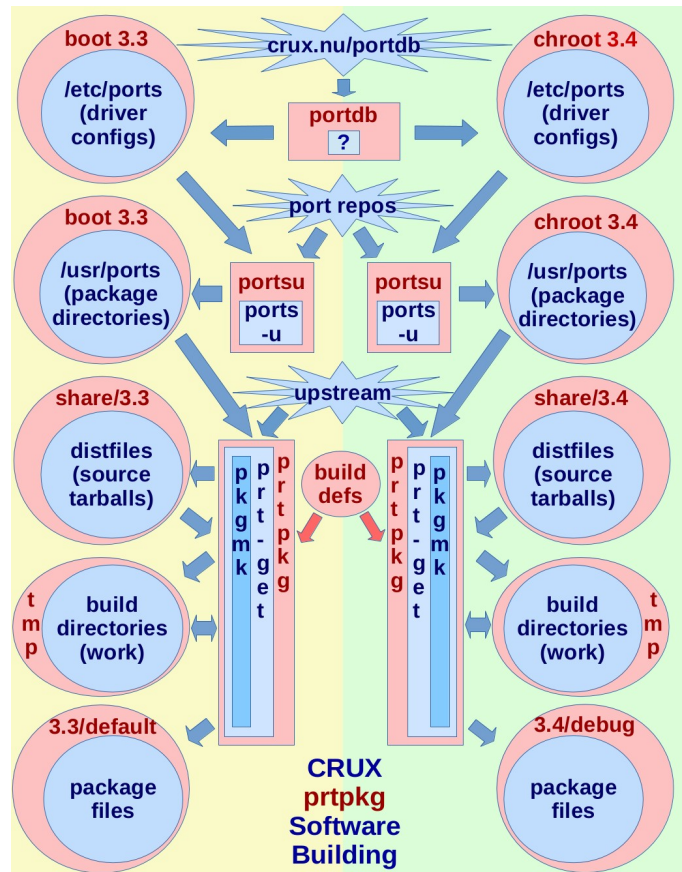 boot 3.3
crux.nu/portdb
chroot 3.4
/etc/ports
(driver
configs)
portdb
?
/etc/ports
(driver
configs)
boot 3.3
port repos
chroot 3.4
/usr/ports
(package
directories)
portsu
ports
-u
portsu
ports
-u
/usr/ports
(package
directories)
share/3.3
upstream
share/3.4
distfiles
(source
tarballs)
pkgmk
prt-get
prtpkg
build
defs
prtpkg
prt-get
pkgmk
distfiles
(source
tarballs)
tmp
build
directories
(work)
build
directories
(work)
tmp
3.3/default
package
files
3.4/debug
package
files
CRUX
prtpkg
Software
Building